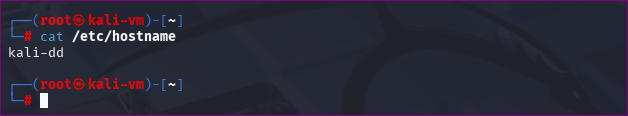 ┌──(root㉿kali-vm)-[~]
└─# cat /etc/hostname
kali-dd
┌──(root㉿kali-vm)-[~]
└─#